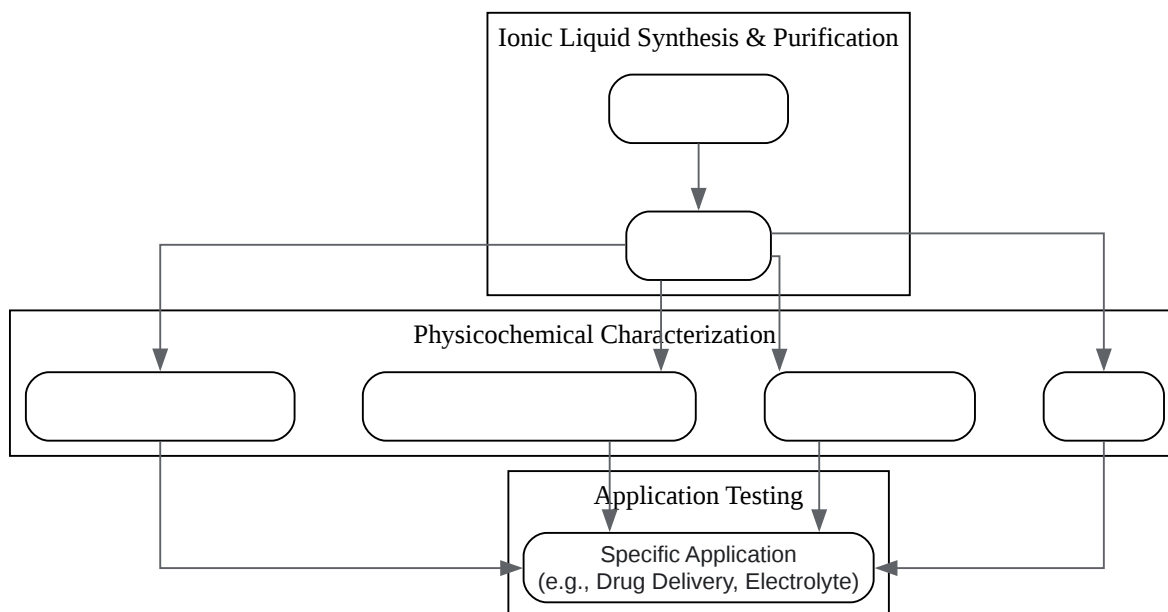 Ionic Liquid Synthesis & Purification
Physicochemical Characterization
Application Testing
Specific Application
(e.g., Drug Delivery, Electrolyte)